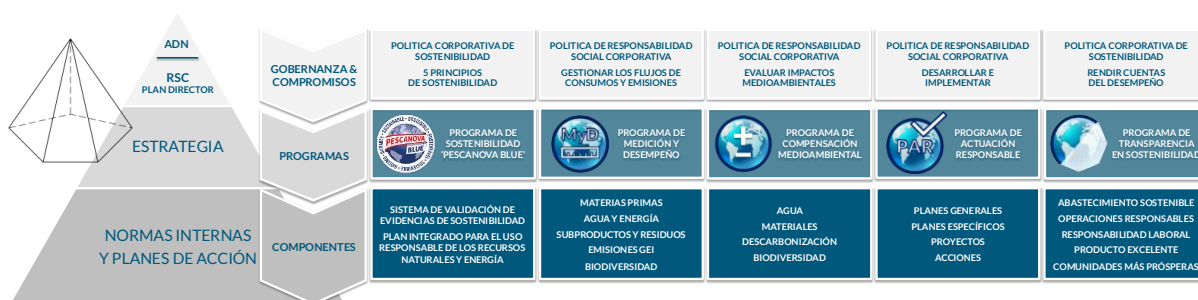 ADN
RSC
PLAN DIRECTOR
ESTRATEGIA
NORMAS INTERNAS
Y PLANES DE ACCIÓN
GOBERNANZA &
COMPROMISOS
POLITICA CORPORATIVA DE
SOSTENIBILIDAD
5 PRINCIPIOS
DE SOSTENIBILIDAD
POLITICA DE RESPONSABILIDAD
SOCIAL CORPORATIVA
GESTIONAR LOS FLUJOS DE
CONSUMOS Y EMISIONES
POLITICA DE RESPONSABILIDAD
SOCIAL CORPORATIVA
EVALUAR IMPACTOS
MEDIOAMBIENTALES
POLITICA DE RESPONSABILIDAD
SOCIAL CORPORATIVA
DESARROLLAR E
IMPLEMENTAR
POLITICA CORPORATIVA DE
SOSTENIBILIDAD
RENDIR CUENTAS
DEL DESEMPEÑO
PROGRAMAS
PESCANOVA
BLUE
PROGRAMA DE
SOSTENIBILIDAD
'PESCANOVA BLUE'
MyD
PROGRAMA DE
MEDICIÓN Y
DESEMPEÑO
PROGRAMA DE
COMPENSACIÓN
MEDIOAMBIENTAL
PAR
PROGRAMA DE
ACTUACIÓN
RESPONSABLE
PROGRAMA DE
TRANSPARENCIA
EN SOSTENIBILIDAD
COMPONENTES
SISTEMA DE VALIDACIÓN DE
EVIDENCIAS DE SOSTENIBILIDAD
PLAN INTEGRADO PARA EL USO
RESPONSABLE DE LOS RECURSOS
NATURALES Y ENERGÍA
MATERIAS PRIMAS
AGUA Y ENERGÍA
SUBPRODUCTOS Y RESIDUOS
EMISIONES GEI
BIODIVERSIDAD
AGUA
MATERIALES
DESCARBONIZACIÓN
BIODIVERSIDAD
PLANES GENERALES
PLANES ESPECÍFICOS
PROYECTOS
ACCIONES
ABASTECIMIENTO SOSTENIBLE
OPERACIONES RESPONSABLES
RESPONSABILIDAD LABORAL
PRODUCTO EXCELENTE
COMUNIDADES MÁS PRÓSPERAS